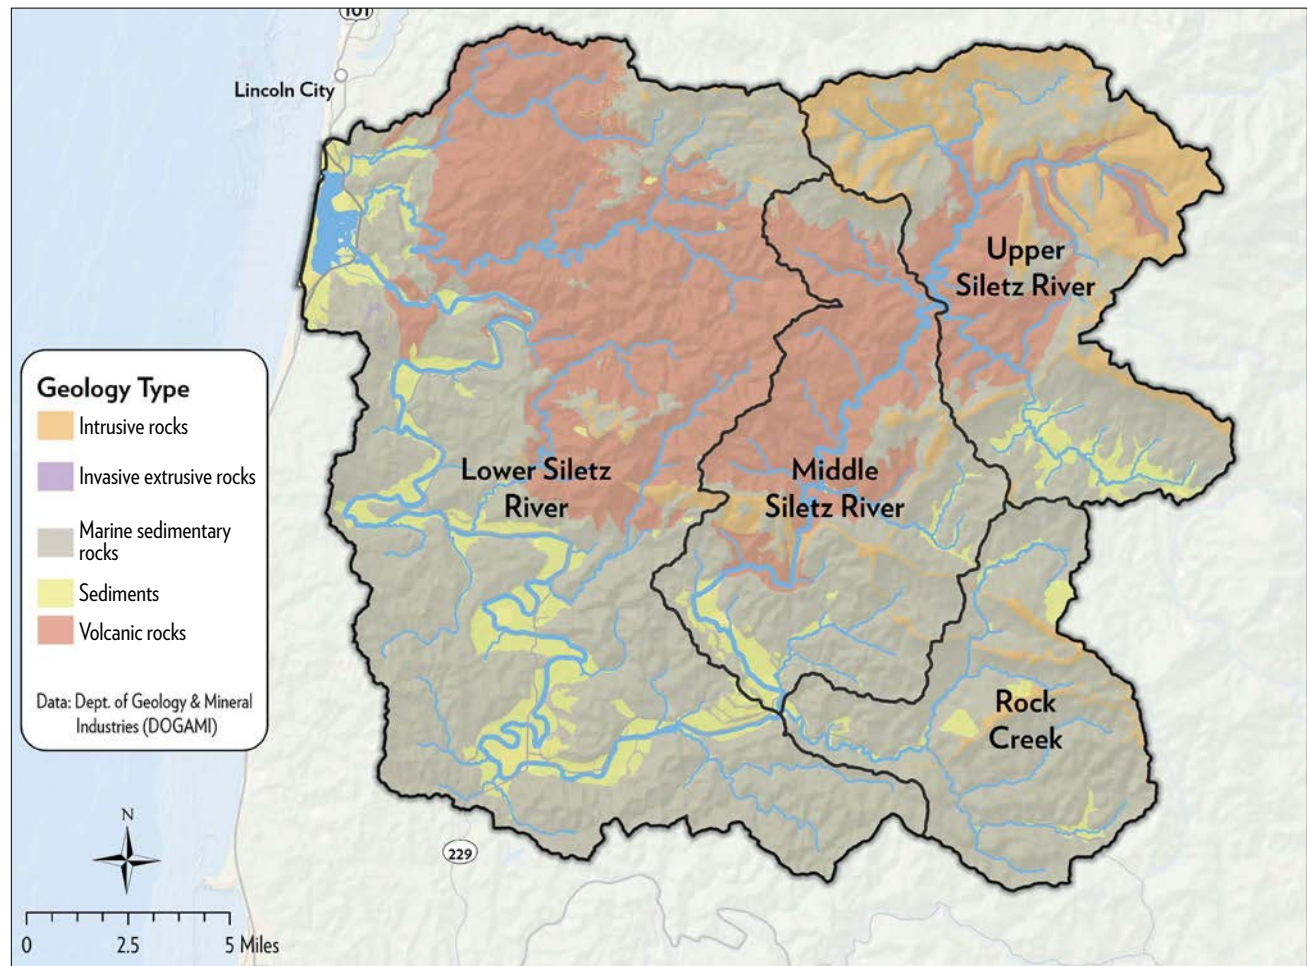 101
Lincoln City
Upper
Siletz River
Geology Type
Intrusive rocks
Invasive extrusive rocks
Marine sedimentary
rocks
Sediments
Volcanic rocks
Data: Dept. of Geology & Mineral
Industries (DOGAMI)
Lower Siletz
River
Middle
Siletz River
Rock
Creek
N
229
0 2.5 5 Miles